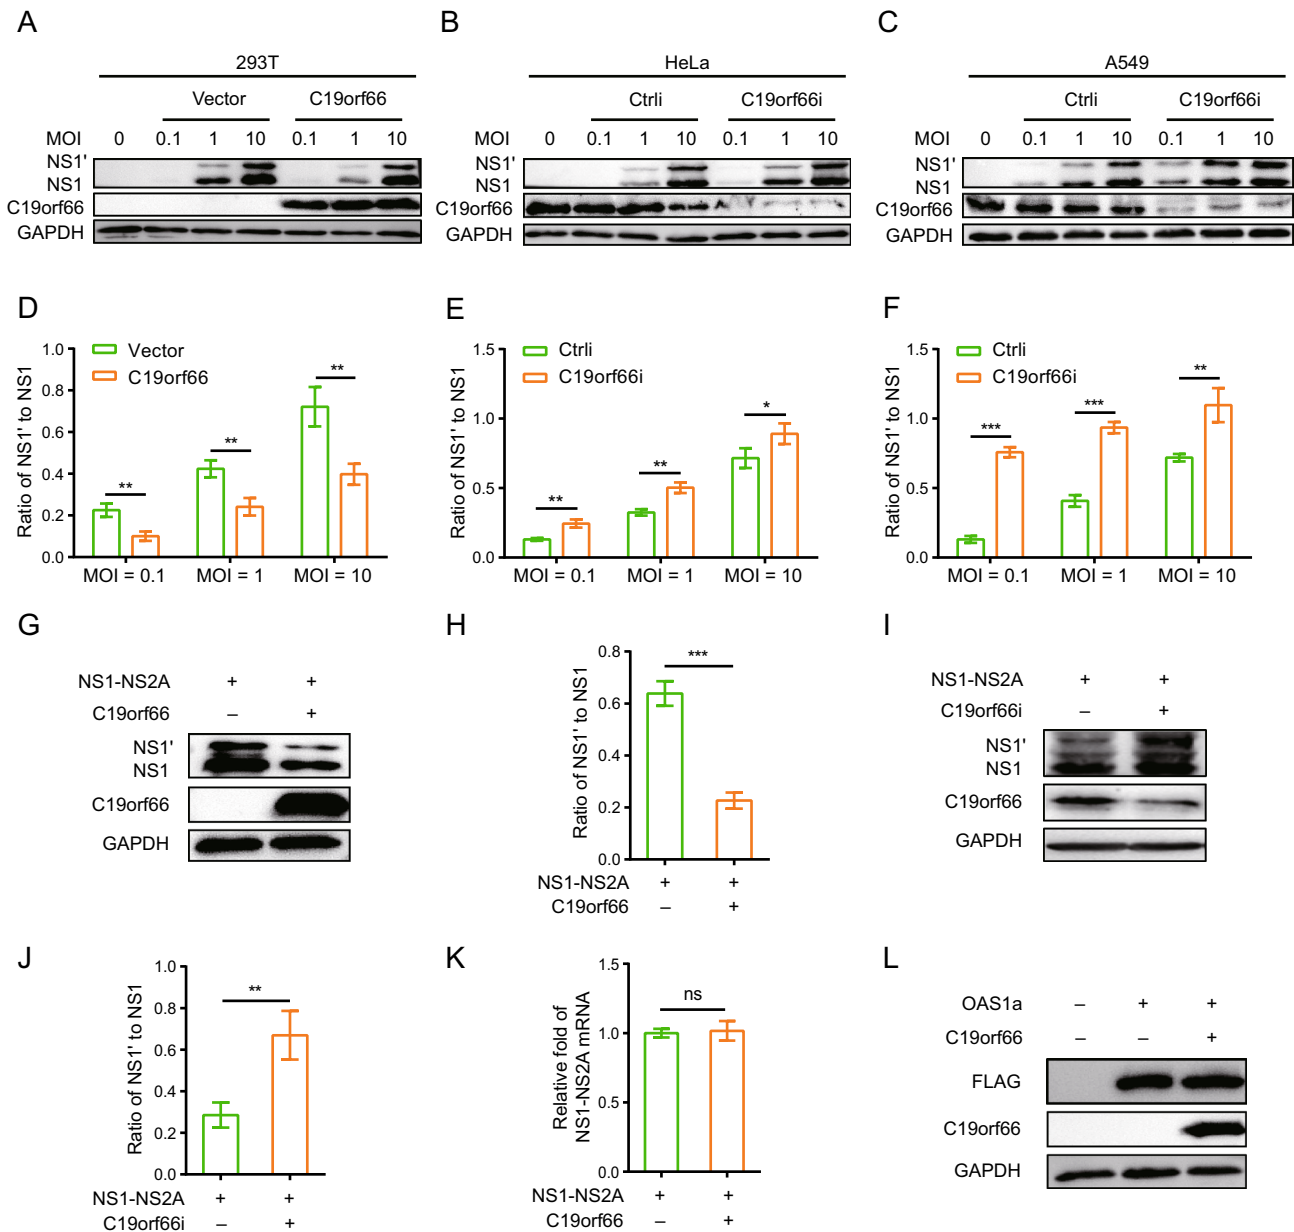 A
293T
Vector C19orf66
MOI 0 0.1 1 10 0.1 1 10
NS1'
NS1
C19orf66
GAPDH
B
HeLa
Ctrli C19orf66i
MOI 0 0.1 1 10 0.1 1 10
NS1'
NS1
C19orf66
GAPDH
C
A549
Ctrli C19orf66i
MOI 0 0.1 1 10 0.1 1 10
NS1'
NS1
C19orf66
GAPDH
D
Ratio of NS1' to NS1
1.0
0.8
0.6
0.4
0.2
0.0
Vector
C19orf66
**
**
**
MOI = 0.1 MOI = 1 MOI = 10
E
Ratio of NS1' to NS1
1.5
1.0
0.5
0.0
Ctrli
C19orf66i
**
**
*
MOI = 0.1 MOI = 1 MOI = 10
F
Ratio of NS1' to NS1
1.5
1.0
0.5
0.0
Ctrli
C19orf66i
***
***
**
MOI = 0.1 MOI = 1 MOI = 10
G
NS1-NS2A + +
C19orf66 – +
NS1'
NS1
C19orf66
GAPDH
H
Ratio of NS1' to NS1
0.8
0.6
0.4
0.2
0.0
***
NS1-NS2A + +
C19orf66 – +
I
NS1-NS2A + +
C19orf66i – +
NS1'
NS1
C19orf66
GAPDH
J
Ratio of NS1' to NS1
1.0
0.8
0.6
0.4
0.2
0.0
**
NS1-NS2A + +
C19orf66i – +
K
Relative fold of
NS1-NS2A mRNA
1.5
1.0
0.5
0.0
ns
NS1-NS2A + +
C19orf66 – +
L
OAS1a – + +
C19orf66 – – +
FLAG
C19orf66
GAPDH